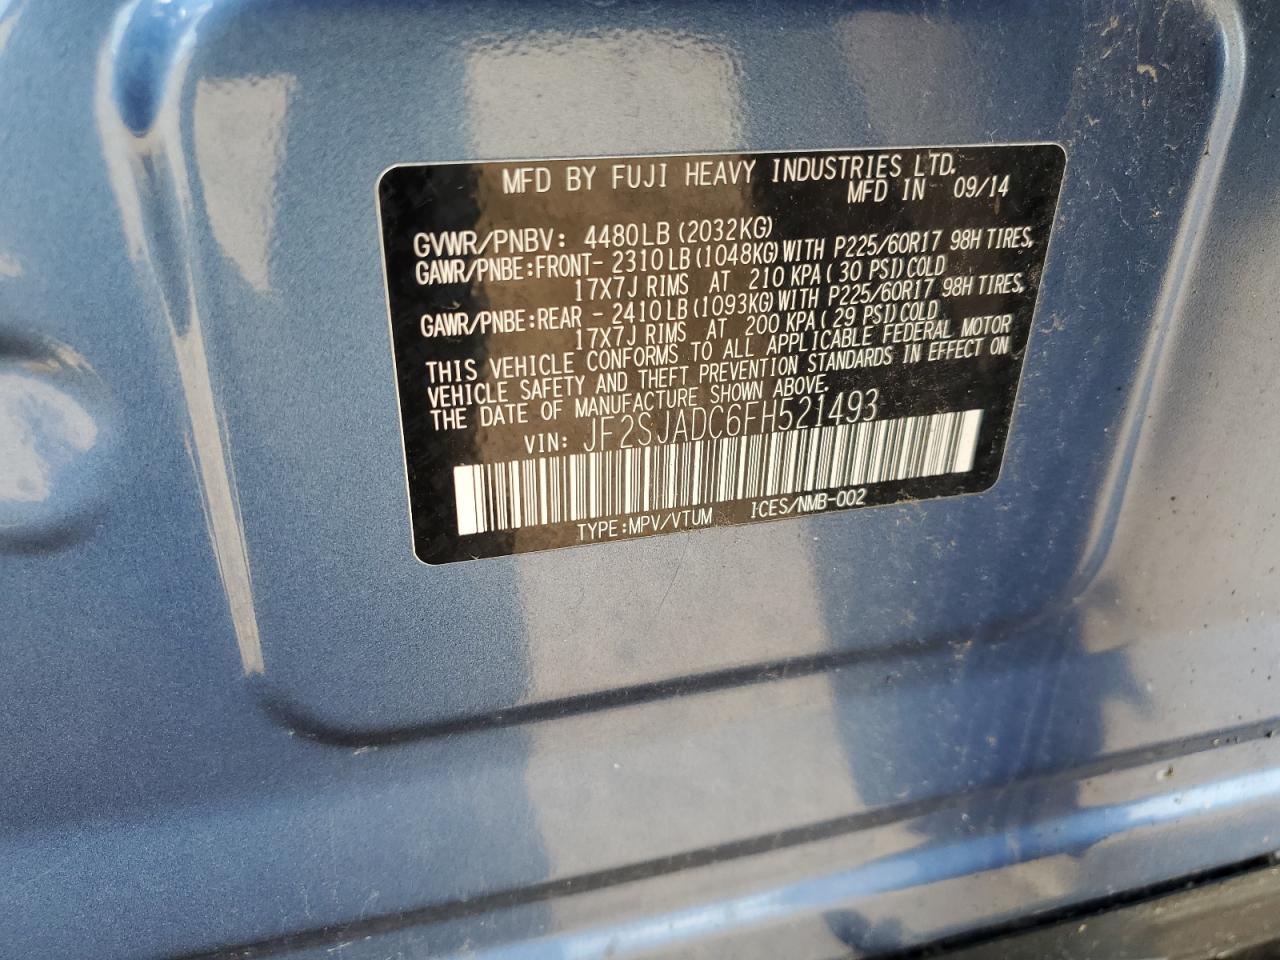 MFD BY FUJI HEAVY INDUSTRIES LTD.
MFD IN 09/14
GVWR/PNBV: 4480LB (2032KG)
GAWR/PNBE:FRONT- 2310LB(1048KG)WITH P225/60R17 98H TIRES,
17X7J RIMS AT 210 KPA( 30 PSI)COLD
GAWR/PNBE:REAR - 2410LB(1093KG)WITH P225/60R17 98H TIRES,
17X7J RIMS AT 200 KPA( 29 PSI)COLD
THIS VEHICLE CONFORMS TO ALL APPLICABLE FEDERAL MOTOR
VEHICLE SAFETY AND THEFT PREVENTION STANDARDS IN EFFECT ON
THE DATE OF MANUFACTURE SHOWN ABOVE.
VIN: JF2SJADC6FH521493
TYPE:MPV/VTUM ICES/NMB-002